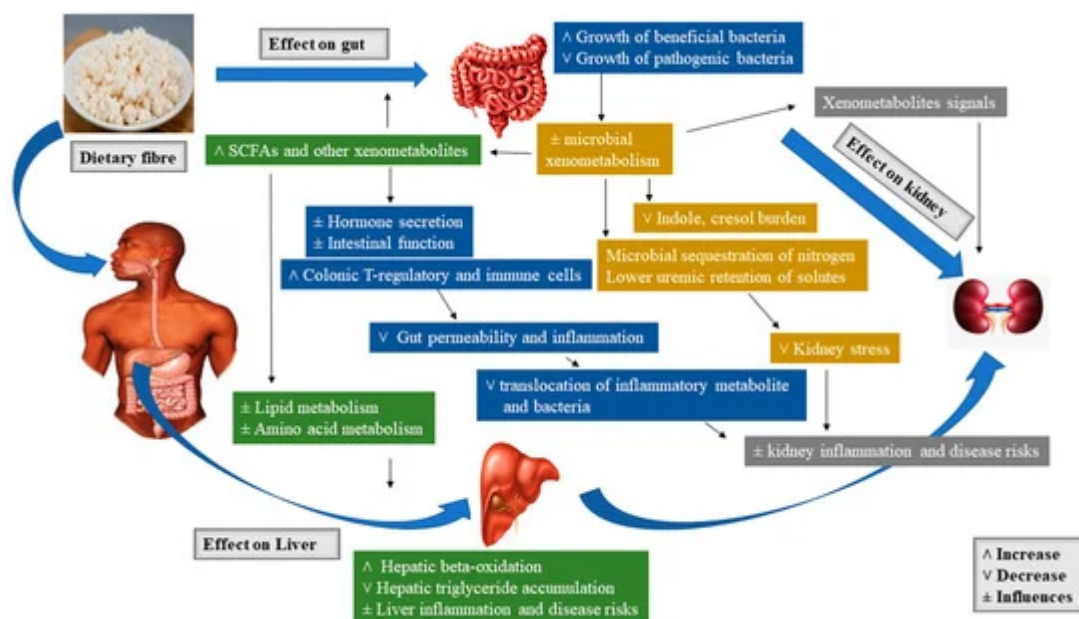 Effect on gut
˄ Growth of beneficial bacteria
˅ Growth of pathogenic bacteria
Xenometabolites signals
Dietary fibre
˄ SCFAs and other xenometabolites
± microbial
xenometabolism
Effect on kidney
± Hormone secretion
± Intestinal function
˅ Indole, cresol burden
˄ Colonic T-regulatory and immune cells
Microbial sequestration of nitrogen
Lower uremic retention of solutes
˅ Gut permeability and inflammation
˅ Kidney stress
˅ translocation of inflammatory metabolite
and bacteria
± Lipid metabolism
± Amino acid metabolism
± kidney inflammation and disease risks
Effect on Liver
˄ Hepatic beta-oxidation
˅ Hepatic triglyceride accumulation
± Liver inflammation and disease risks
˄ Increase
˅ Decrease
± Influences